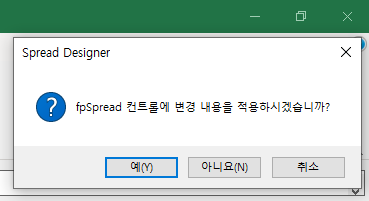 Spread Designer
fpSpread 컨트롤에 변경 내용을 적용하시겠습니까?
예(Y)
아니요(N)
취소